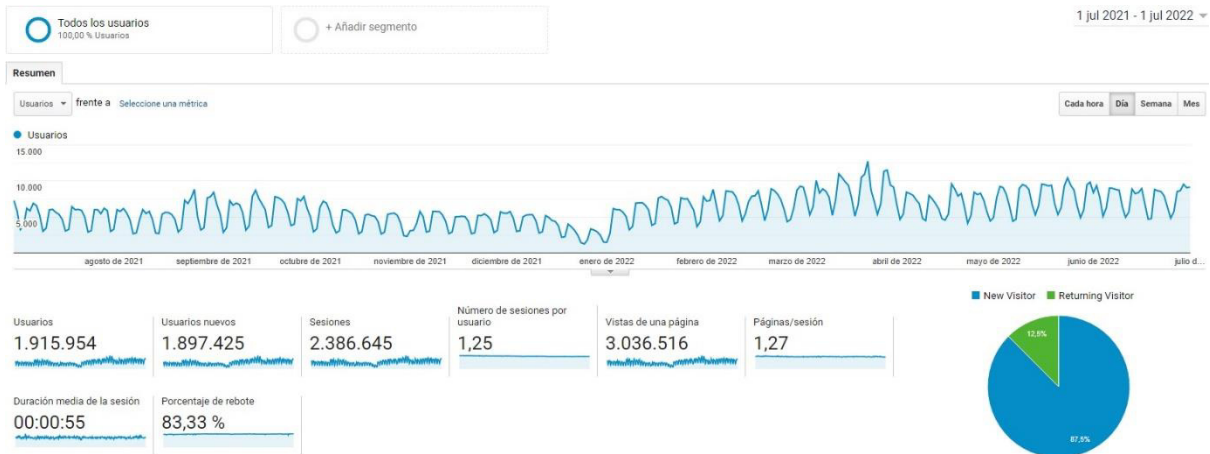 Todos los usuarios
100,00 % Usuarios
+ Añadir segmento
1 jul 2021 - 1 jul 2022
Resumen
Usuarios frente a Seleccione una métrica
Cada hora Día Semana Mes
Usuarios
15.000
10.000
5.000
agosto de 2021 septiembre de 2021 octubre de 2021 noviembre de 2021 diciembre de 2021 enero de 2022 febrero de 2022 marzo de 2022 abril de 2022 mayo de 2022 junio de 2022 julio d...
New Visitor Returning Visitor
Usuarios
1.915.954
Usuarios nuevos
1.897.425
Sesiones
2.386.645
Número de sesiones por
usuario
1,25
Vistas de una página
3.036.516
Páginas/sesión
1,27
Duración media de la sesión
00:00:55
Porcentaje de rebote
83,33 %
12,5%
87,5%